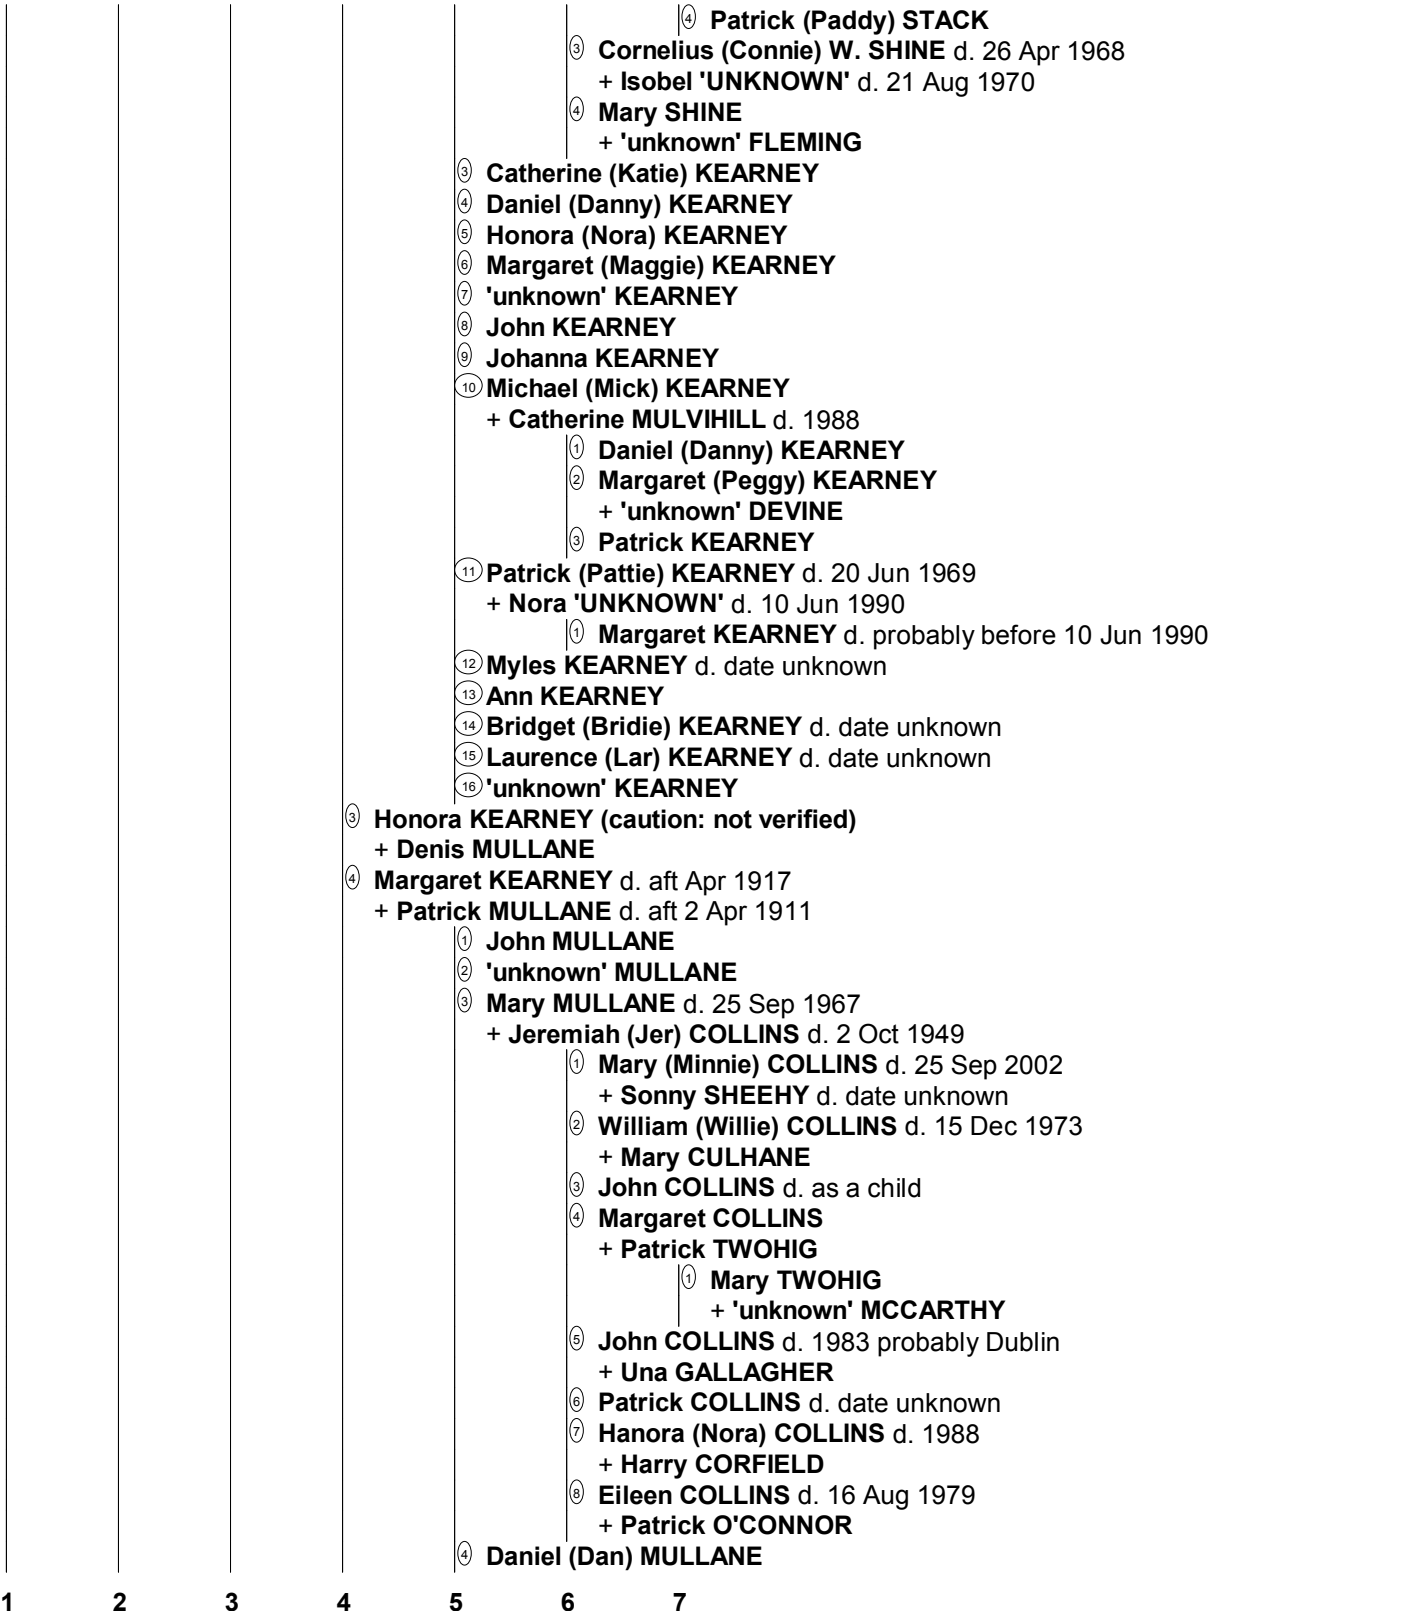 4 Patrick (Paddy) STACK
3 Cornelius (Connie) W. SHINE d. 26 Apr 1968
+ Isobel 'UNKNOWN' d. 21 Aug 1970
4 Mary SHINE
+ 'unknown' FLEMING
3 Catherine (Katie) KEARNEY
4 Daniel (Danny) KEARNEY
5 Honora (Nora) KEARNEY
6 Margaret (Maggie) KEARNEY
7 'unknown' KEARNEY
8 John KEARNEY
9 Johanna KEARNEY
10 Michael (Mick) KEARNEY
+ Catherine MULVIHILL d. 1988
1 Daniel (Danny) KEARNEY
2 Margaret (Peggy) KEARNEY
+ 'unknown' DEVINE
3 Patrick KEARNEY
11 Patrick (Pattie) KEARNEY d. 20 Jun 1969
+ Nora 'UNKNOWN' d. 10 Jun 1990
1 Margaret KEARNEY d. probably before 10 Jun 1990
12 Myles KEARNEY d. date unknown
13 Ann KEARNEY
14 Bridget (Bridie) KEARNEY d. date unknown
15 Laurence (Lar) KEARNEY d. date unknown
16 'unknown' KEARNEY
3 Honora KEARNEY (caution: not verified)
+ Denis MULLANE
4 Margaret KEARNEY d. aft Apr 1917
+ Patrick MULLANE d. aft 2 Apr 1911
1 John MULLANE
2 'unknown' MULLANE
3 Mary MULLANE d. 25 Sep 1967
+ Jeremiah (Jer) COLLINS d. 2 Oct 1949
1 Mary (Minnie) COLLINS d. 25 Sep 2002
+ Sonny SHEEHY d. date unknown
2 William (Willie) COLLINS d. 15 Dec 1973
+ Mary CULHANE
3 John COLLINS d. as a child
4 Margaret COLLINS
+ Patrick TWOHIG
1 Mary TWOHIG
+ 'unknown' MCCARTHY
5 John COLLINS d. 1983 probably Dublin
+ Una GALLAGHER
6 Patrick COLLINS d. date unknown
7 Hanora (Nora) COLLINS d. 1988
+ Harry CORFIELD
8 Eileen COLLINS d. 16 Aug 1979
+ Patrick O'CONNOR
4 Daniel (Dan) MULLANE
1 2 3 4 5 6 7